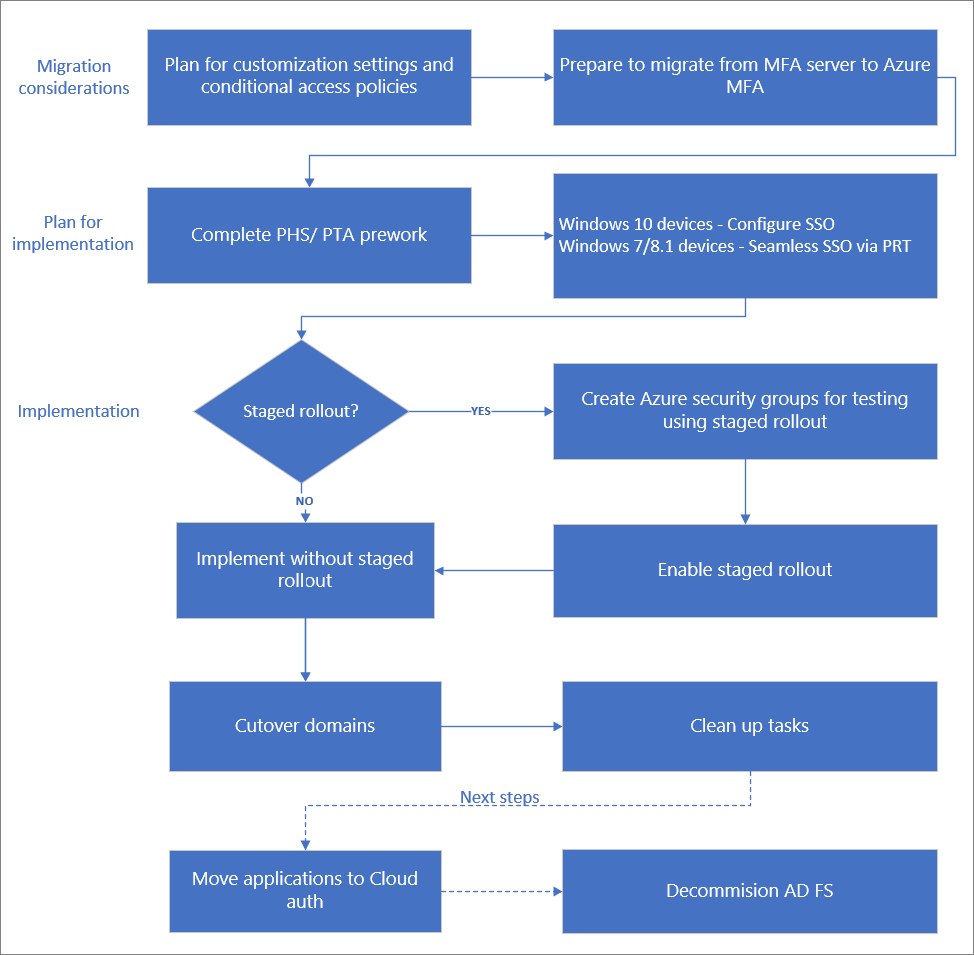 Migration
considerations
Plan for customization settings and
conditional access policies
Prepare to migrate from MFA server to Azure
MFA
Plan for
implementation
Complete PHS/ PTA prework
Windows 10 devices - Configure SSO
Windows 7/8.1 devices - Seamless SSO via PRT
Implementation
Staged rollout?
YES
Create Azure security groups for testing
using staged rollout
NO
Implement without staged
rollout
Enable staged rollout
Cutover domains
Clean up tasks
Next steps
Move applications to Cloud
auth
Decommision AD FS